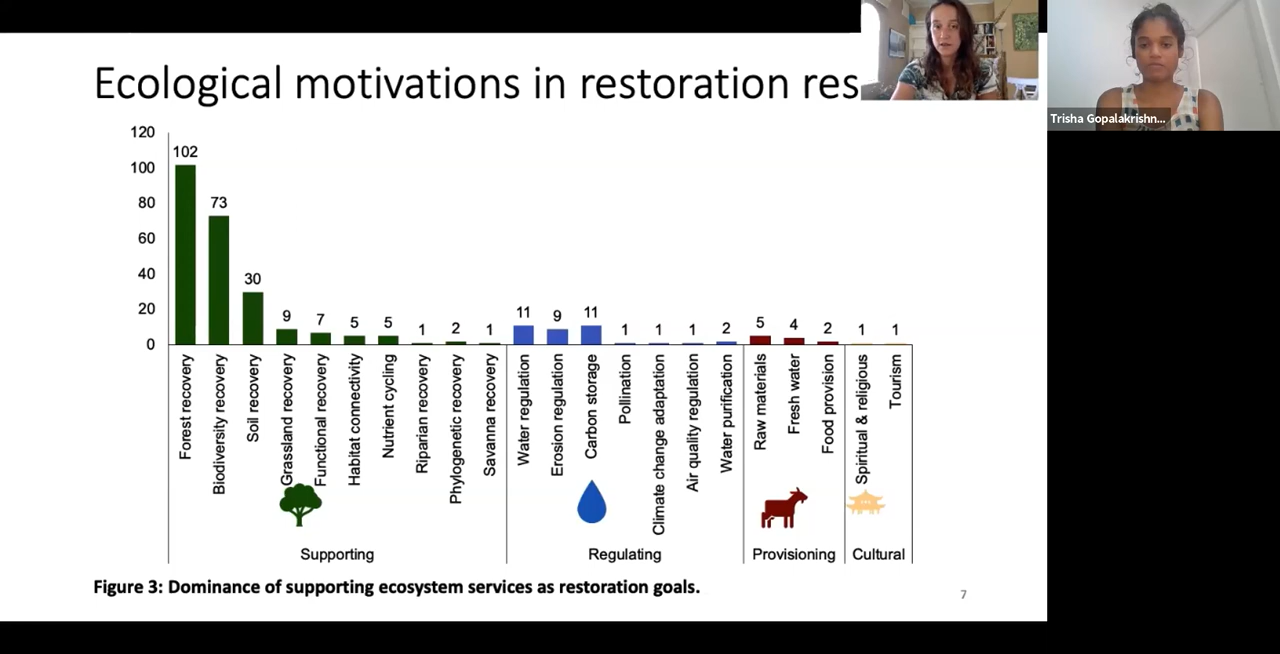 Ecological motivations in restoration res
Trisha Gopalakrishn...
120
100
80
60
40
20
0
102
73
30
9
7
5
5
1
2
1
11
9
11
1
1
1
2
5
4
2
1
1
Forest recovery
Biodiversity recovery
Soil recovery
Grassland recovery
Functional recovery
Habitat connectivity
Nutrient cycling
Riparian recovery
Phylogenetic recovery
Savanna recovery
Water regulation
Erosion regulation
Carbon storage
Pollination
Climate change adaptation
Air quality regulation
Water purification
Raw materials
Fresh water
Food provision
Spiritual & religious
Tourism
Supporting
Regulating
Provisioning
Cultural
Figure 3: Dominance of supporting ecosystem services as restoration goals.
7